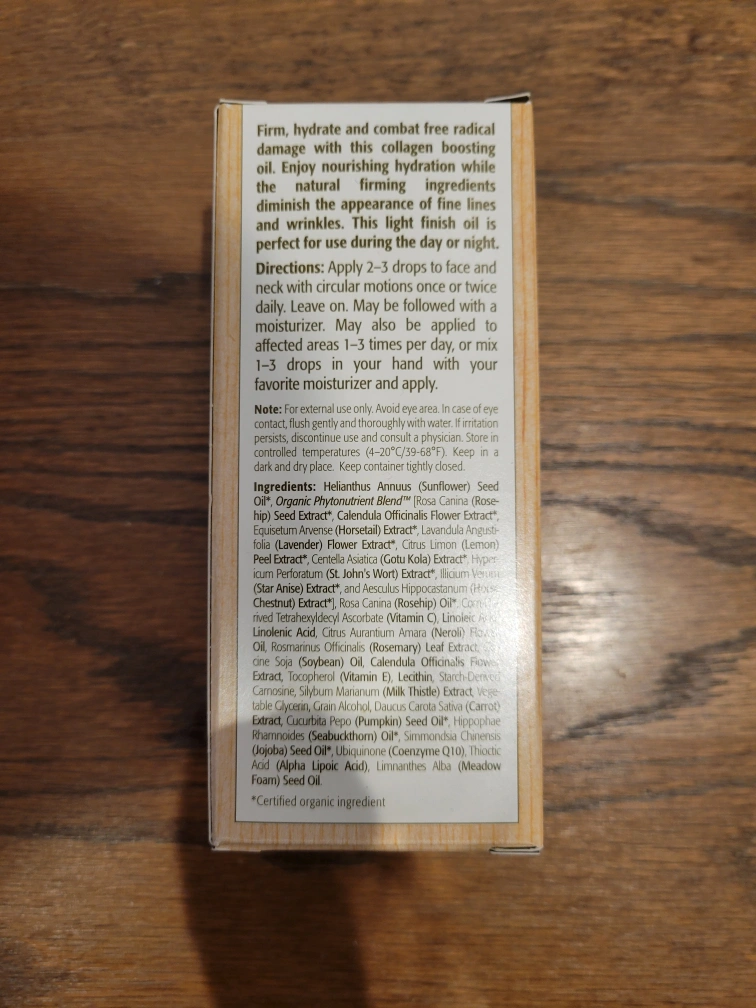 Firm, hydrate and combat free radical
damage with this collagen boosting
oil. Enjoy nourishing hydration while
the natural firming ingredients
diminish the appearance of fine lines
and wrinkles. This light finish oil is
perfect for use during the day or night.
Directions: Apply 2–3 drops to face and
neck with circular motions once or twice
daily. Leave on. May be followed with a
moisturizer. May also be applied to
affected areas 1–3 times per day, or mix
1–3 drops in your hand with your
favorite moisturizer and apply.
Note: For external use only. Avoid eye area. In case of eye
contact, flush gently and thoroughly with water. If irritation
persists, discontinue use and consult a physician. Store in
controlled temperatures (4–20°C/39-68°F). Keep in a
dark and dry place. Keep container tightly closed.
Ingredients: Helianthus Annuus (Sunflower) Seed
Oil*, Organic Phytonutrient Blend™ [Rosa Canina (Rose-
hip) Seed Extract*, Calendula Officinalis Flower Extract*,
Equisetum Arvense (Horsetail) Extract*, Lavandula Angusti-
folia (Lavender) Flower Extract*, Citrus Limon (Lemon)
Peel Extract*, Centella Asiatica (Gotu Kola) Extract*, Hyper-
icum Perforatum (St. John's Wort) Extract*, Illicium Verum
(Star Anise) Extract*, and Aesculus Hippocastanum (Horse
Chestnut) Extract*], Rosa Canina (Rosehip) Oil*,
rived Tetrahexyldecyl Ascorbate (Vitamin C), Linoleic Acid,
Linolenic Acid, Citrus Aurantium Amara (Neroli) Flower
Oil, Rosmarinus Officinalis (Rosemary) Leaf Extract,
cine Soja (Soybean) Oil, Calendula Officinalis Flower
Extract, Tocopherol (Vitamin E), Lecithin, Starch-Derived
Carnosine, Silybum Marianum (Milk Thistle) Extract, Vege-
table Glycerin, Grain Alcohol, Daucus Carota Sativa (Carrot)
Extract, Cucurbita Pepo (Pumpkin) Seed Oil*, Hippophae
Rhamnoides (Seabuckthorn) Oil*, Simmondsia Chinensis
(Jojoba) Seed Oil*, Ubiquinone (Coenzyme Q10), Thioctic
Acid (Alpha Lipoic Acid), Limnanthes Alba (Meadow
Foam) Seed Oil.
*Certified organic ingredient